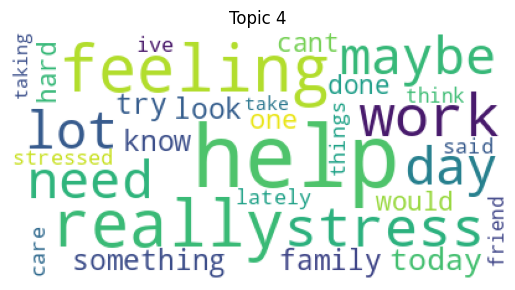 Topic 4
taking
hard
ive
feeling
cant
maybe
lot
try
look
take
one
done
think
work
stressed
know
help
things
said
day
need
lately
would
friend
really
stress
care
something
family
today